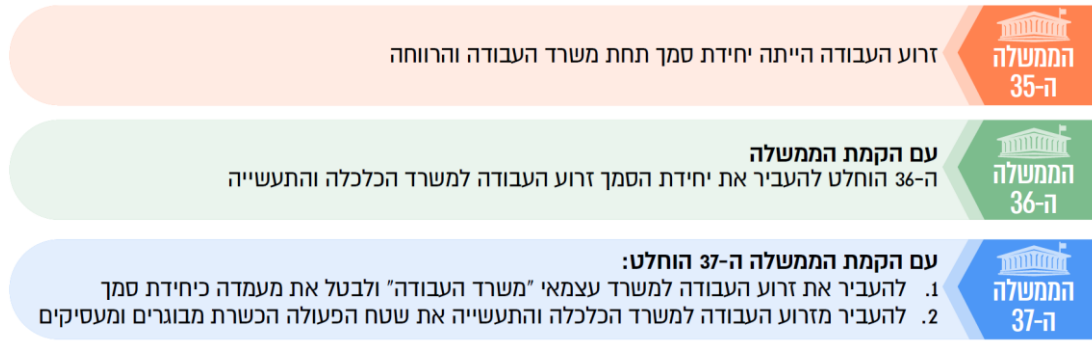 הממשלה
ה-35
זרוע העבודה הייתה יחידת סמך תחת משרד העבודה והרווחה
הממשלה
ה-36
עם הקמת הממשלה
ה-36 הוחלט להעביר את יחידת הסמך זרוע העבודה למשרד הכלכלה והתעשייה
הממשלה
ה-37
עם הקמת הממשלה ה-37 הוחלט:
1. להעביר את זרוע העבודה למשרד עצמאי "משרד העבודה" ולבטל את מעמדה כיחידת סמך
2. להעביר מזרוע העבודה למשרד הכלכלה והתעשייה את שטח הפעולה הכשרת מבוגרים ומעסיקים